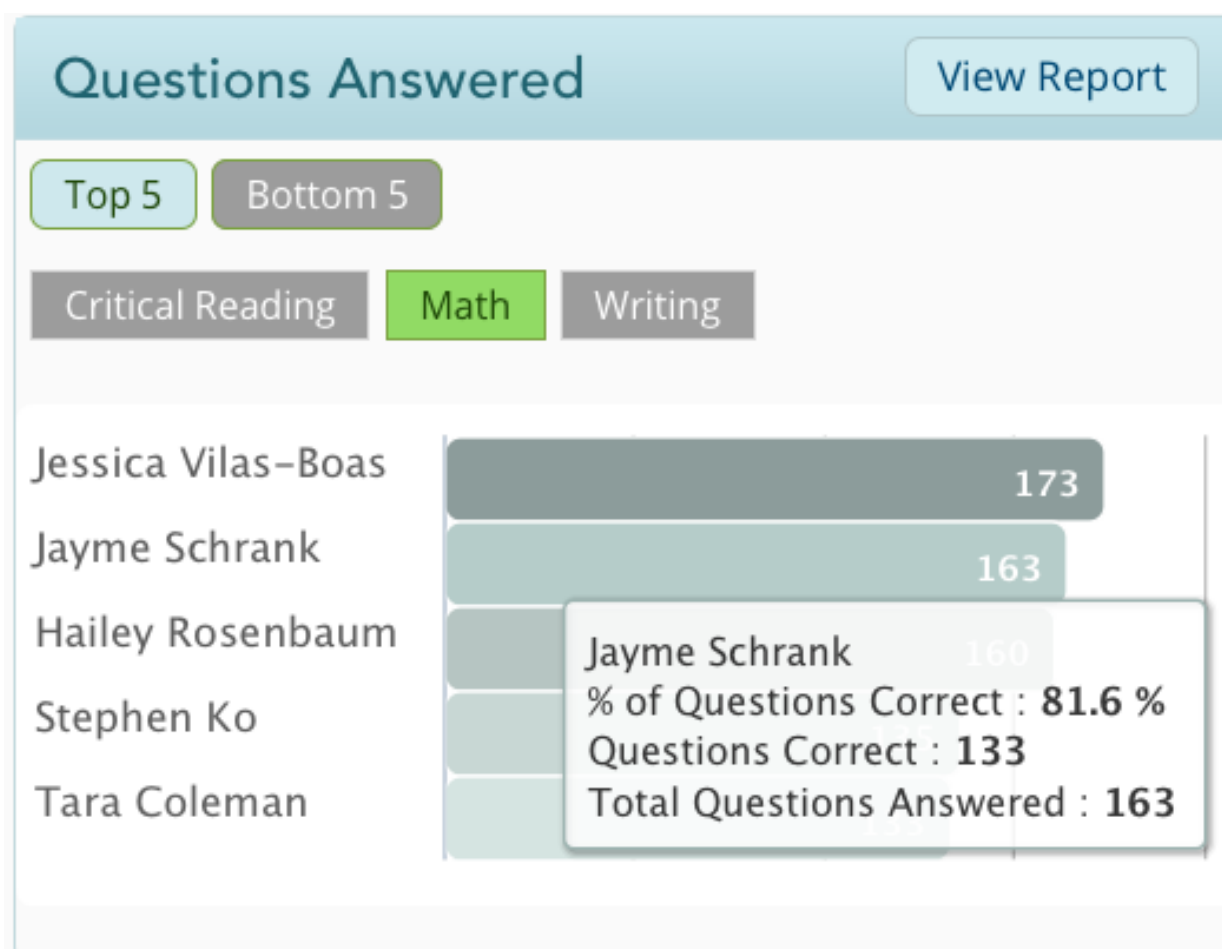 Questions Answered View Report
Top 5 Bottom 5
Critical Reading Math Writing
Jessica Vilas-Boas 173
Jayme Schrank 163
Hailey Rosenbaum 160
Stephen Ko
Tara Coleman
Jayme Schrank
% of Questions Correct : 81.6 %
Questions Correct : 133
Total Questions Answered : 163